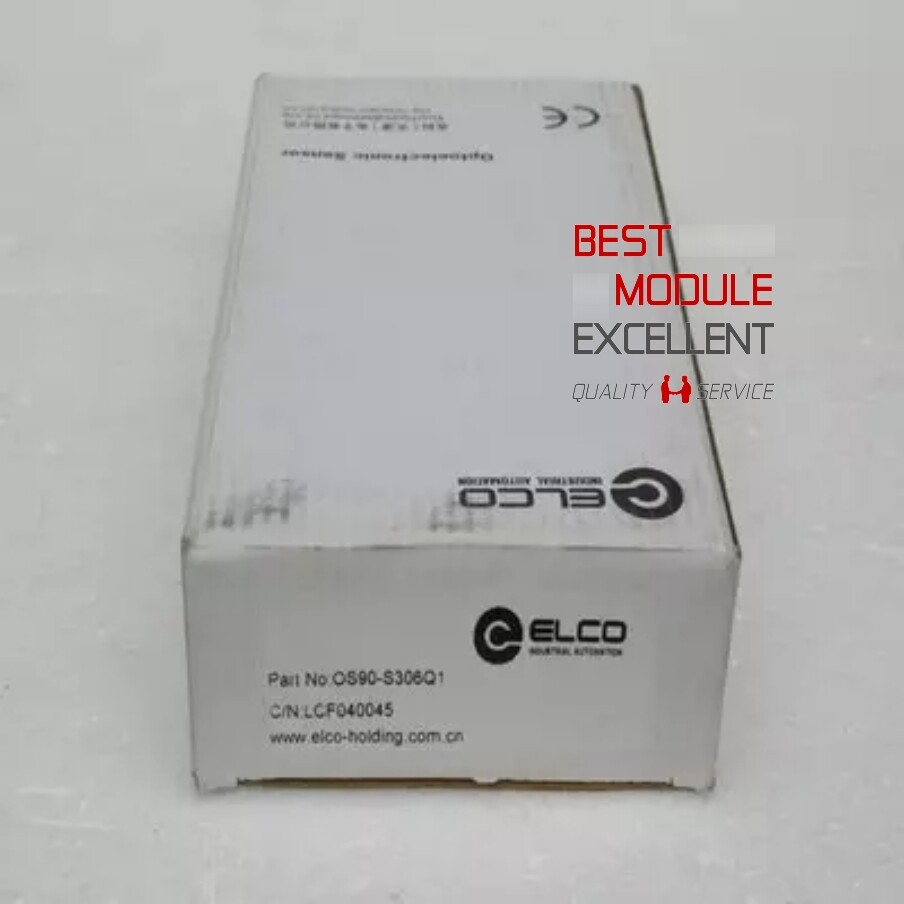 CE
Optoelectronic Sensor
ELCO
INDUSTRIAL AUTOMATION
BEST
MODULE
EXCELLENT
QUALITY SERVICE
ELCO
INDUSTRIAL AUTOMATION
Part No:OS90-S306Q1
C/N:LCF040045
www.elco-holding.com.cn